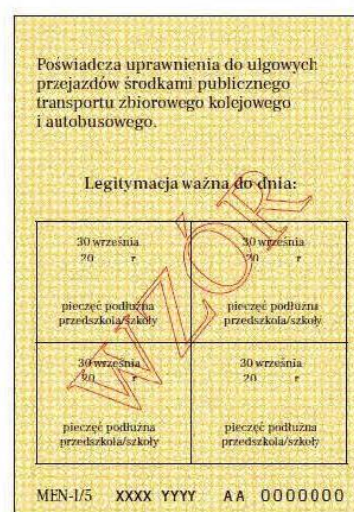 Poświadcza uprawnienia do ulgowych
przejazdów środkami publicznego
transportu zbiorowego kolejowego
i autobusowego.
Legitymacja ważna do dnia:
30 września 30 września
20 r 20 r
pieczęć podłużna pieczęć podłużna
przedszkola/szkoły przedszkola/szkoły
30 września 30 września
20 r 20 r
pieczęć podłużna pieczęć podłużna
przedszkola/szkoły przedszkola/szkoły
WZÓR
MEN-I/5 XXXX YYYY AA 0000000